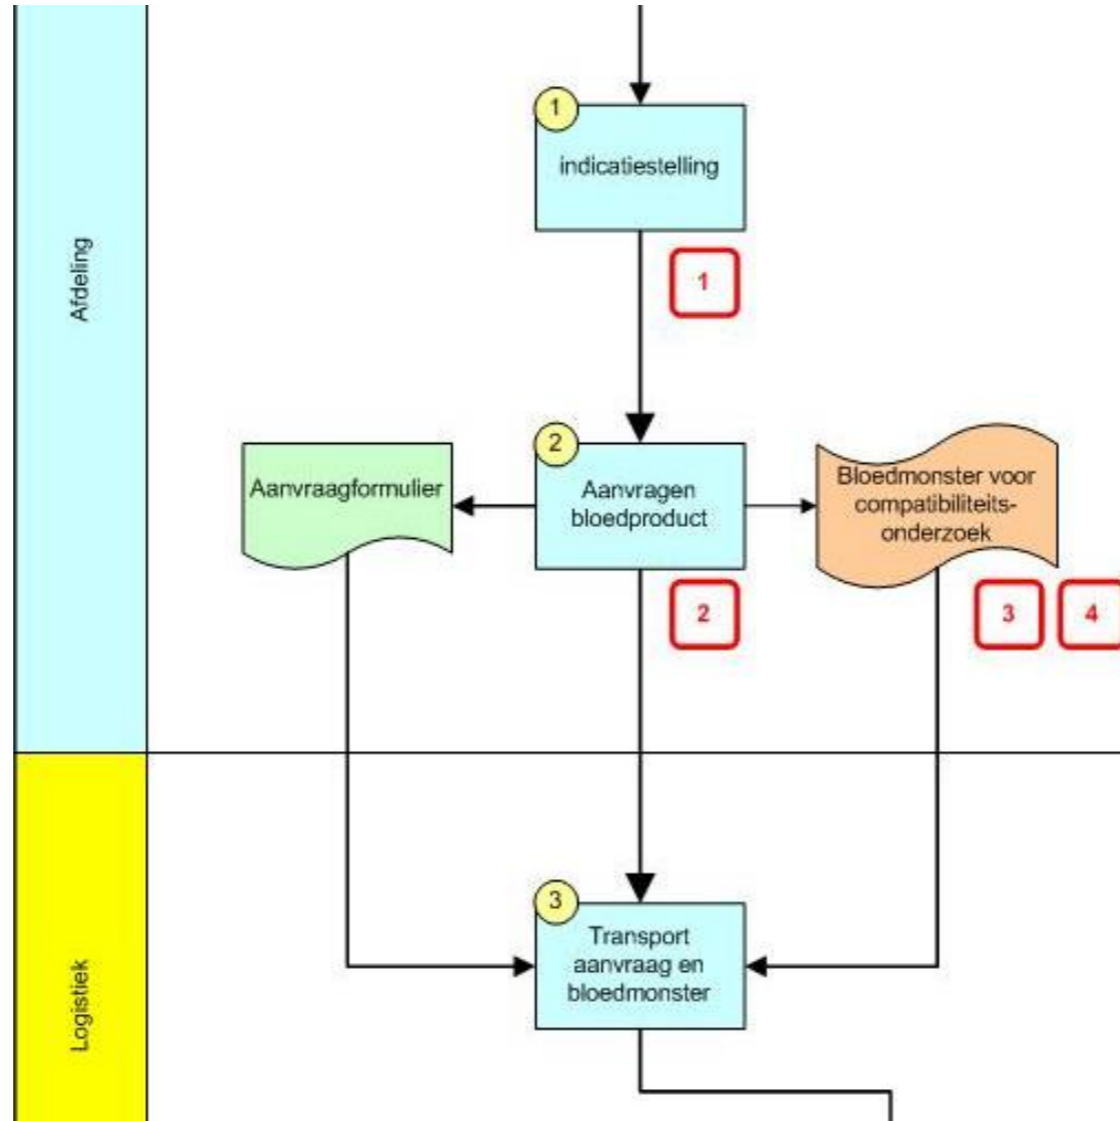 Afdeling
1
indicatiestelling
1
Aanvraagformulier
2
Aanvragen
bloedproduct
Bloedmonster voor
compatibiliteits-
onderzoek
2
3
4
Logistiek
3
Transport
aanvraag en
bloedmonster